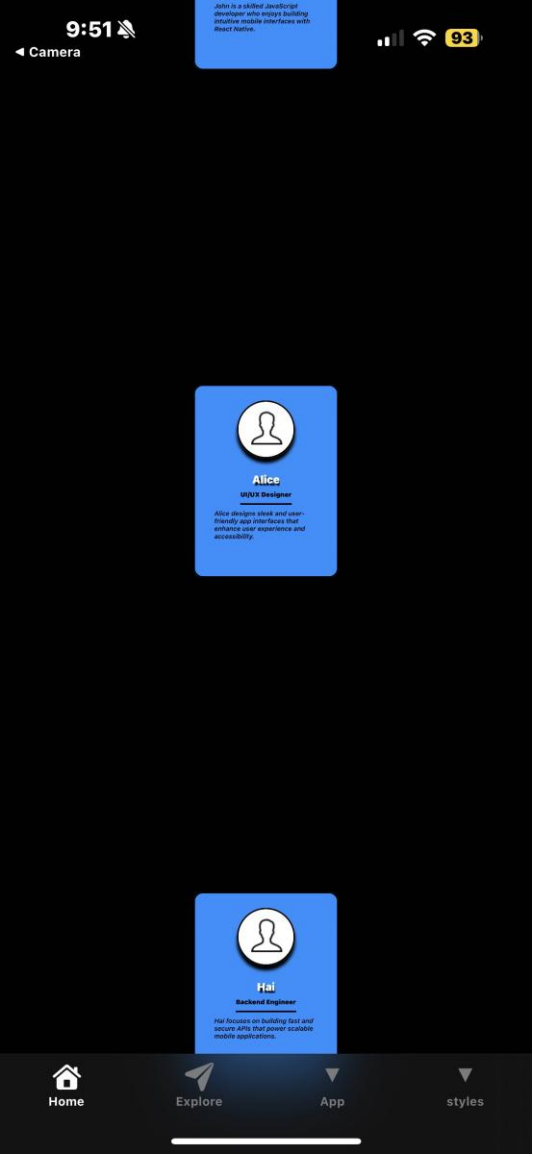 John is a skilled JavaScript
developer who enjoys building
intuitive mobile interfaces with
React Native.
9:51
93
◀ Camera
Alice
UI/UX Designer
Alice designs sleek and user-
friendly app interfaces that
enhance user experience and
accessibility.
Hai
Backend Engineer
Hai focuses on building fast and
secure APIs that power scalable
mobile applications.
Home
Explore
App
styles